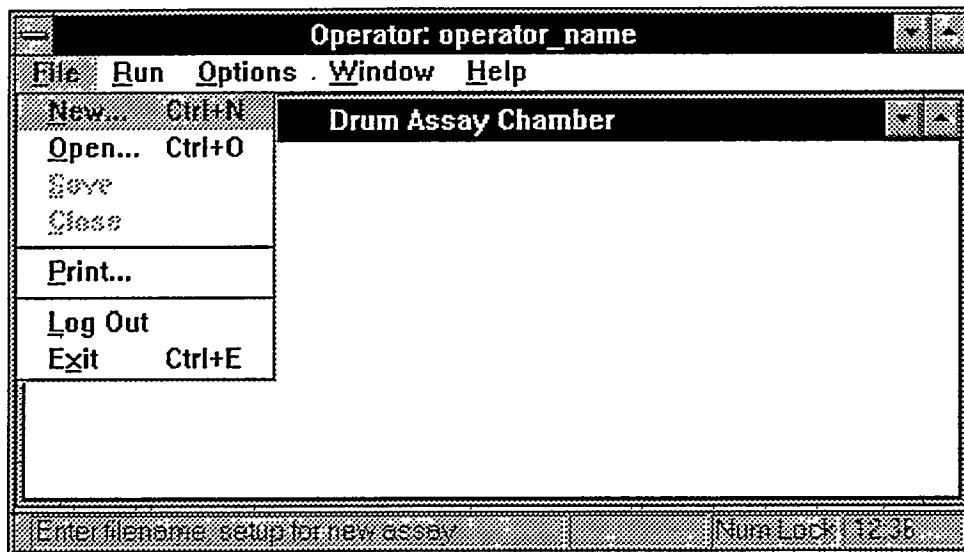 Operator: operator_name
File Run Options Window Help
Drum Assay Chamber
New... Ctrl+N
Open... Ctrl+O
Save
Close
Print...
Log Out
Exit Ctrl+E
Enter filename, setup for new assay Num Lock 12:38